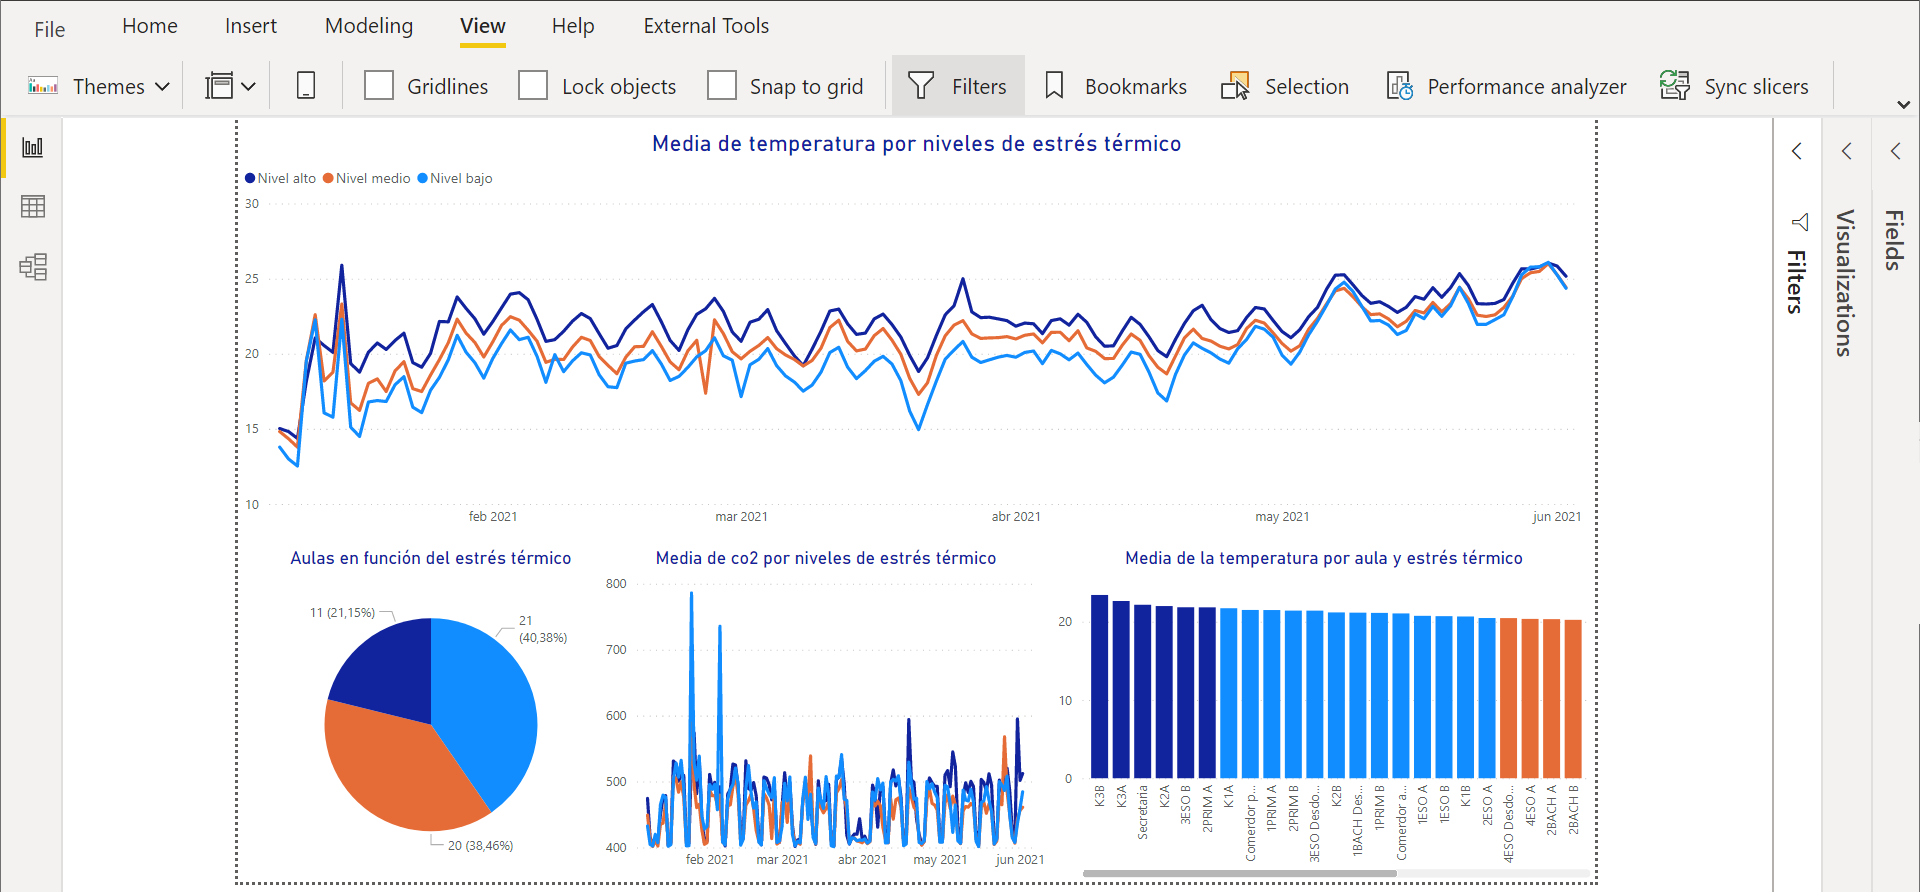 File Home Insert Modeling View Help External Tools
Themes Gridlines Lock objects Snap to grid Filters Bookmarks Selection Performance analyzer Sync slicers
Media de temperatura por niveles de estrés térmico
Nivel alto Nivel medio Nivel bajo
30
25
20
15
10
feb 2021 mar 2021 abr 2021 may 2021 jun 2021
Aulas en función del estrés térmico
11 (21,15%)
21
(40,38%)
20 (38,46%)
Media de co2 por niveles de estrés térmico
800
700
600
500
400
feb 2021 mar 2021 abr 2021 may 2021 jun 2021
Media de la temperatura por aula y estrés térmico
20
10
0
K3B
K3A
Secretaria
K2A
3ESO B
2PRIM A
K1A
Comerdor p...
1PRIM A
2PRIM B
3ESO Desdo...
K2B
1BACH Des...
1PRIM B
Comerdor a...
1ESO A
1ESO B
K1B
2ESO A
4ESO Desdo...
4ESO A
2BACH A
2BACH B
Filters
Visualizations
Fields